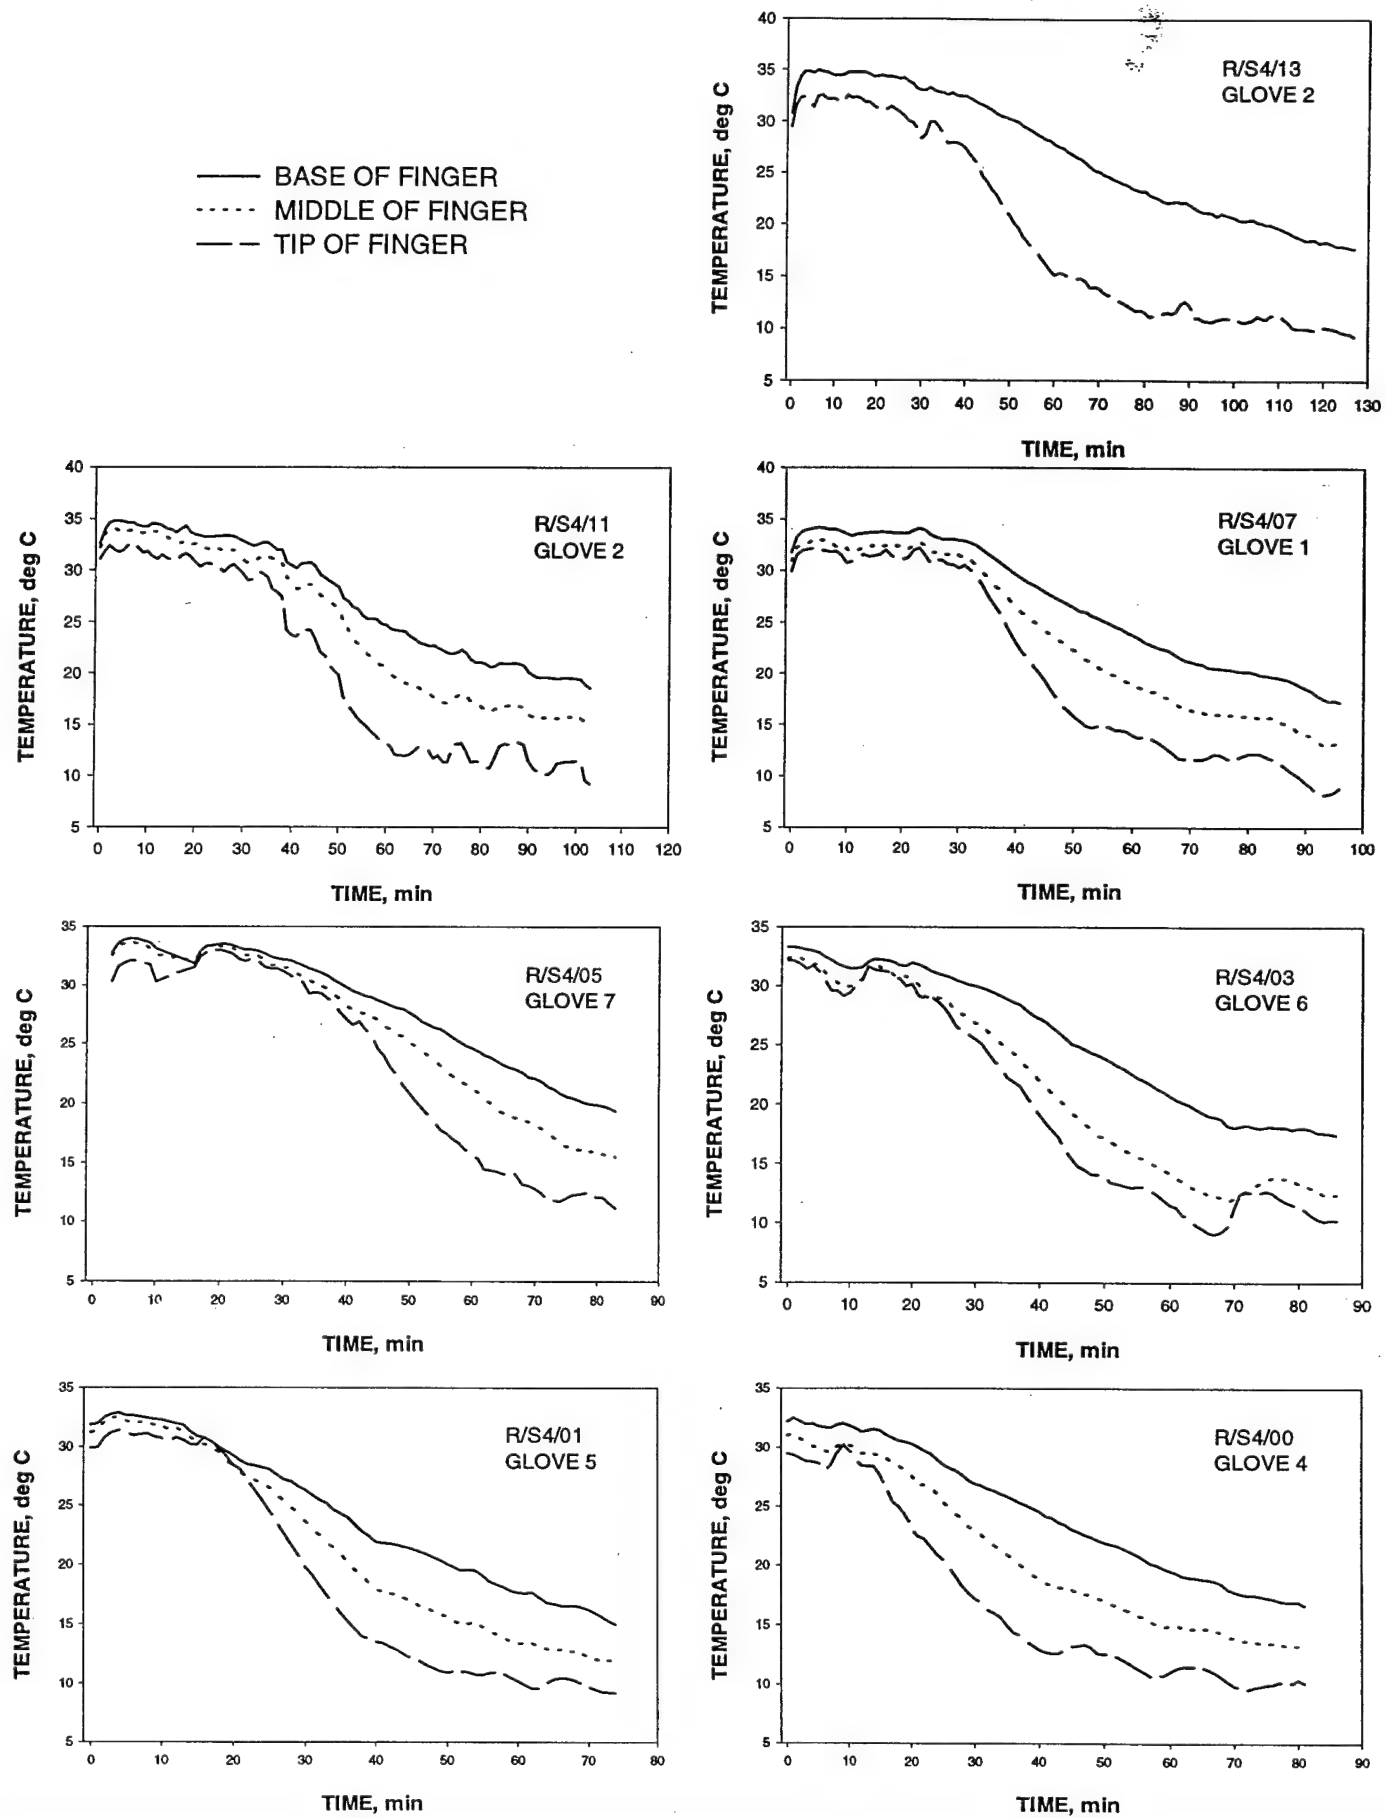 BASE OF FINGER
MIDDLE OF FINGER
TIP OF FINGER
40
35
30
25
20
15
10
5
TEMPERATURE, deg C
R/S4/13
GLOVE 2
0 10 20 30 40 50 60 70 80 90 100 110 120 130
TIME, min
40
35
30
25
20
15
10
5
TEMPERATURE, deg C
R/S4/11
GLOVE 2
0 10 20 30 40 50 60 70 80 90 100 110 120
TIME, min
40
35
30
25
20
15
10
5
TEMPERATURE, deg C
R/S4/07
GLOVE 1
0 10 20 30 40 50 60 70 80 90 100
TIME, min
35
30
25
20
15
10
5
TEMPERATURE, deg C
R/S4/05
GLOVE 7
0 10 20 30 40 50 60 70 80 90
TIME, min
35
30
25
20
15
10
5
TEMPERATURE, deg C
R/S4/03
GLOVE 6
0 10 20 30 40 50 60 70 80 90
TIME, min
35
30
25
20
15
10
5
TEMPERATURE, deg C
R/S4/01
GLOVE 5
0 10 20 30 40 50 60 70 80
TIME, min
35
30
25
20
15
10
5
TEMPERATURE, deg C
R/S4/00
GLOVE 4
0 10 20 30 40 50 60 70 80 90
TIME, min